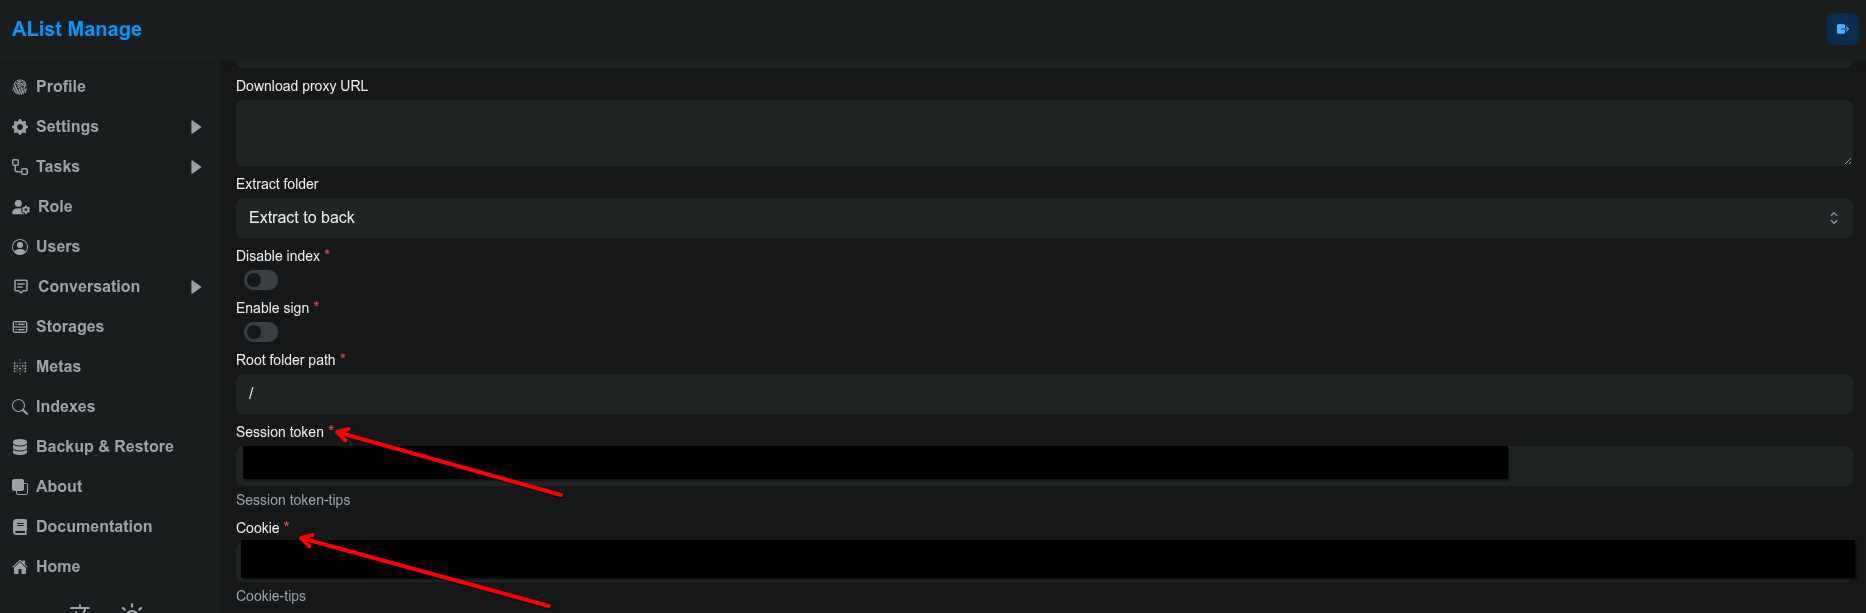 AList Manage
Profile
Settings
Tasks
Role
Users
Conversation
Storages
Metas
Indexes
Backup & Restore
About
Documentation
Home
Download proxy URL
Extract folder
Extract to back
Disable index *
Enable sign *
Root folder path *
/
Session token *
Session token-tips
Cookie *
Cookie-tips